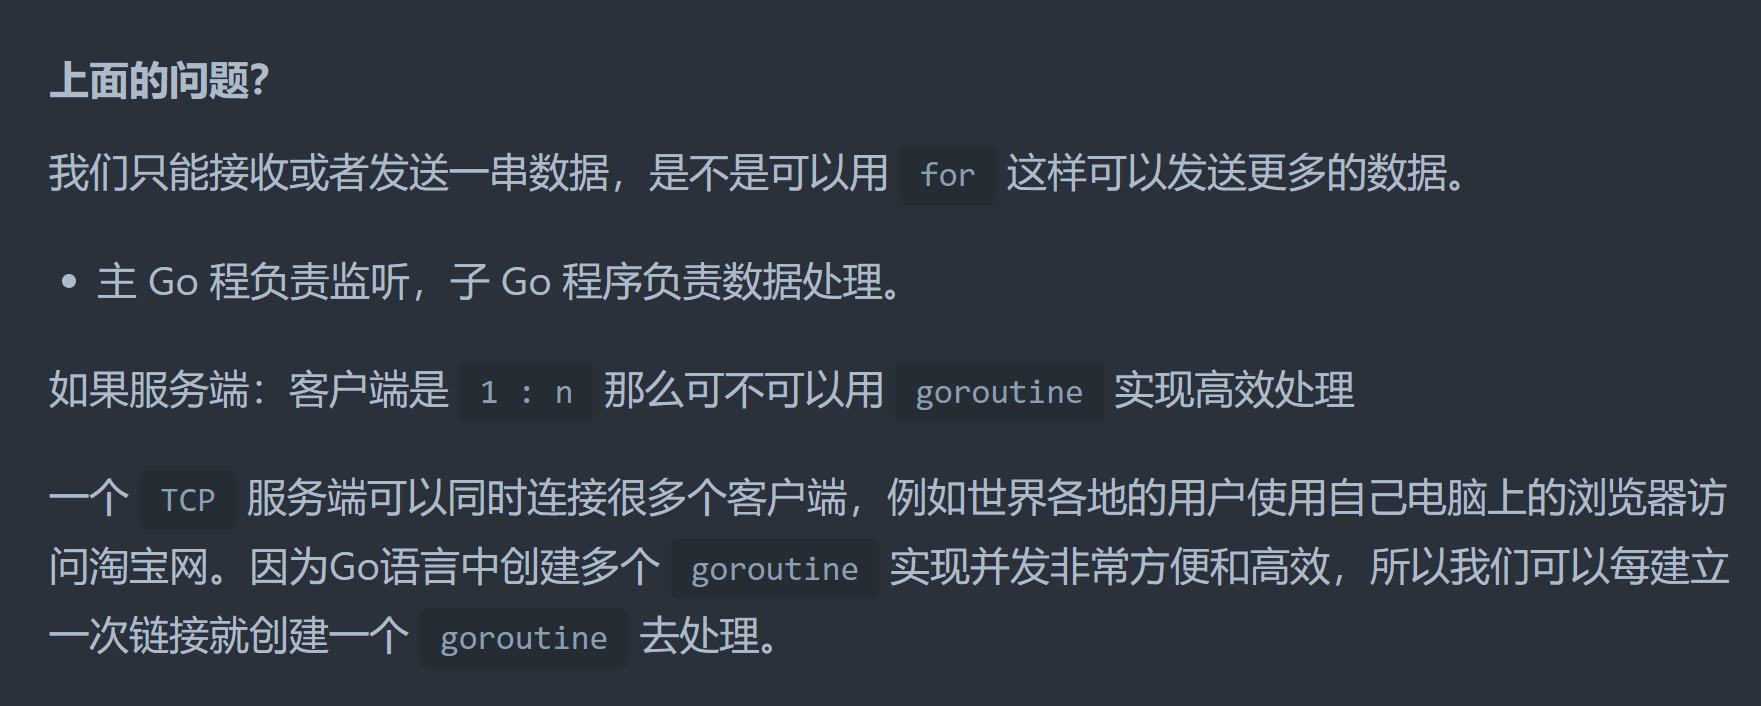 上面的问题？
我们只能接收或者发送一串数据，是不是可以用 for 这样可以发送更多的数据。
• 主 Go 程负责监听，子 Go 程序负责数据处理。
如果服务端：客户端是 1 : n 那么可不可以用 goroutine 实现高效处理
一个 TCP 服务端可以同时连接很多个客户端，例如世界各地的用户使用自己电脑上的浏览器访
问淘宝网。因为Go语言中创建多个 goroutine 实现并发非常方便和高效，所以我们可以每建立
一次链接就创建一个 goroutine 去处理。